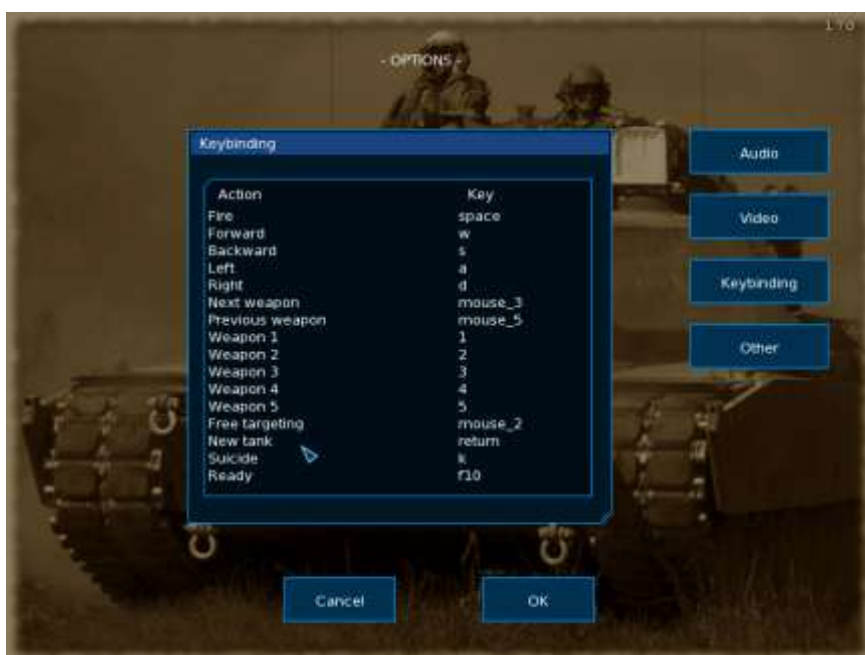 170
- OPTIONS -
Keybinding
Action Key
Fire space
Forward w
Backward s
Left a
Right d
Next weapon mouse_3
Previous weapon mouse_5
Weapon 1 1
Weapon 2 2
Weapon 3 3
Weapon 4 4
Weapon 5 5
Free targeting mouse_2
New tank return
Suicide k
Ready f10
Audio
Video
Keybinding
Other
Cancel OK